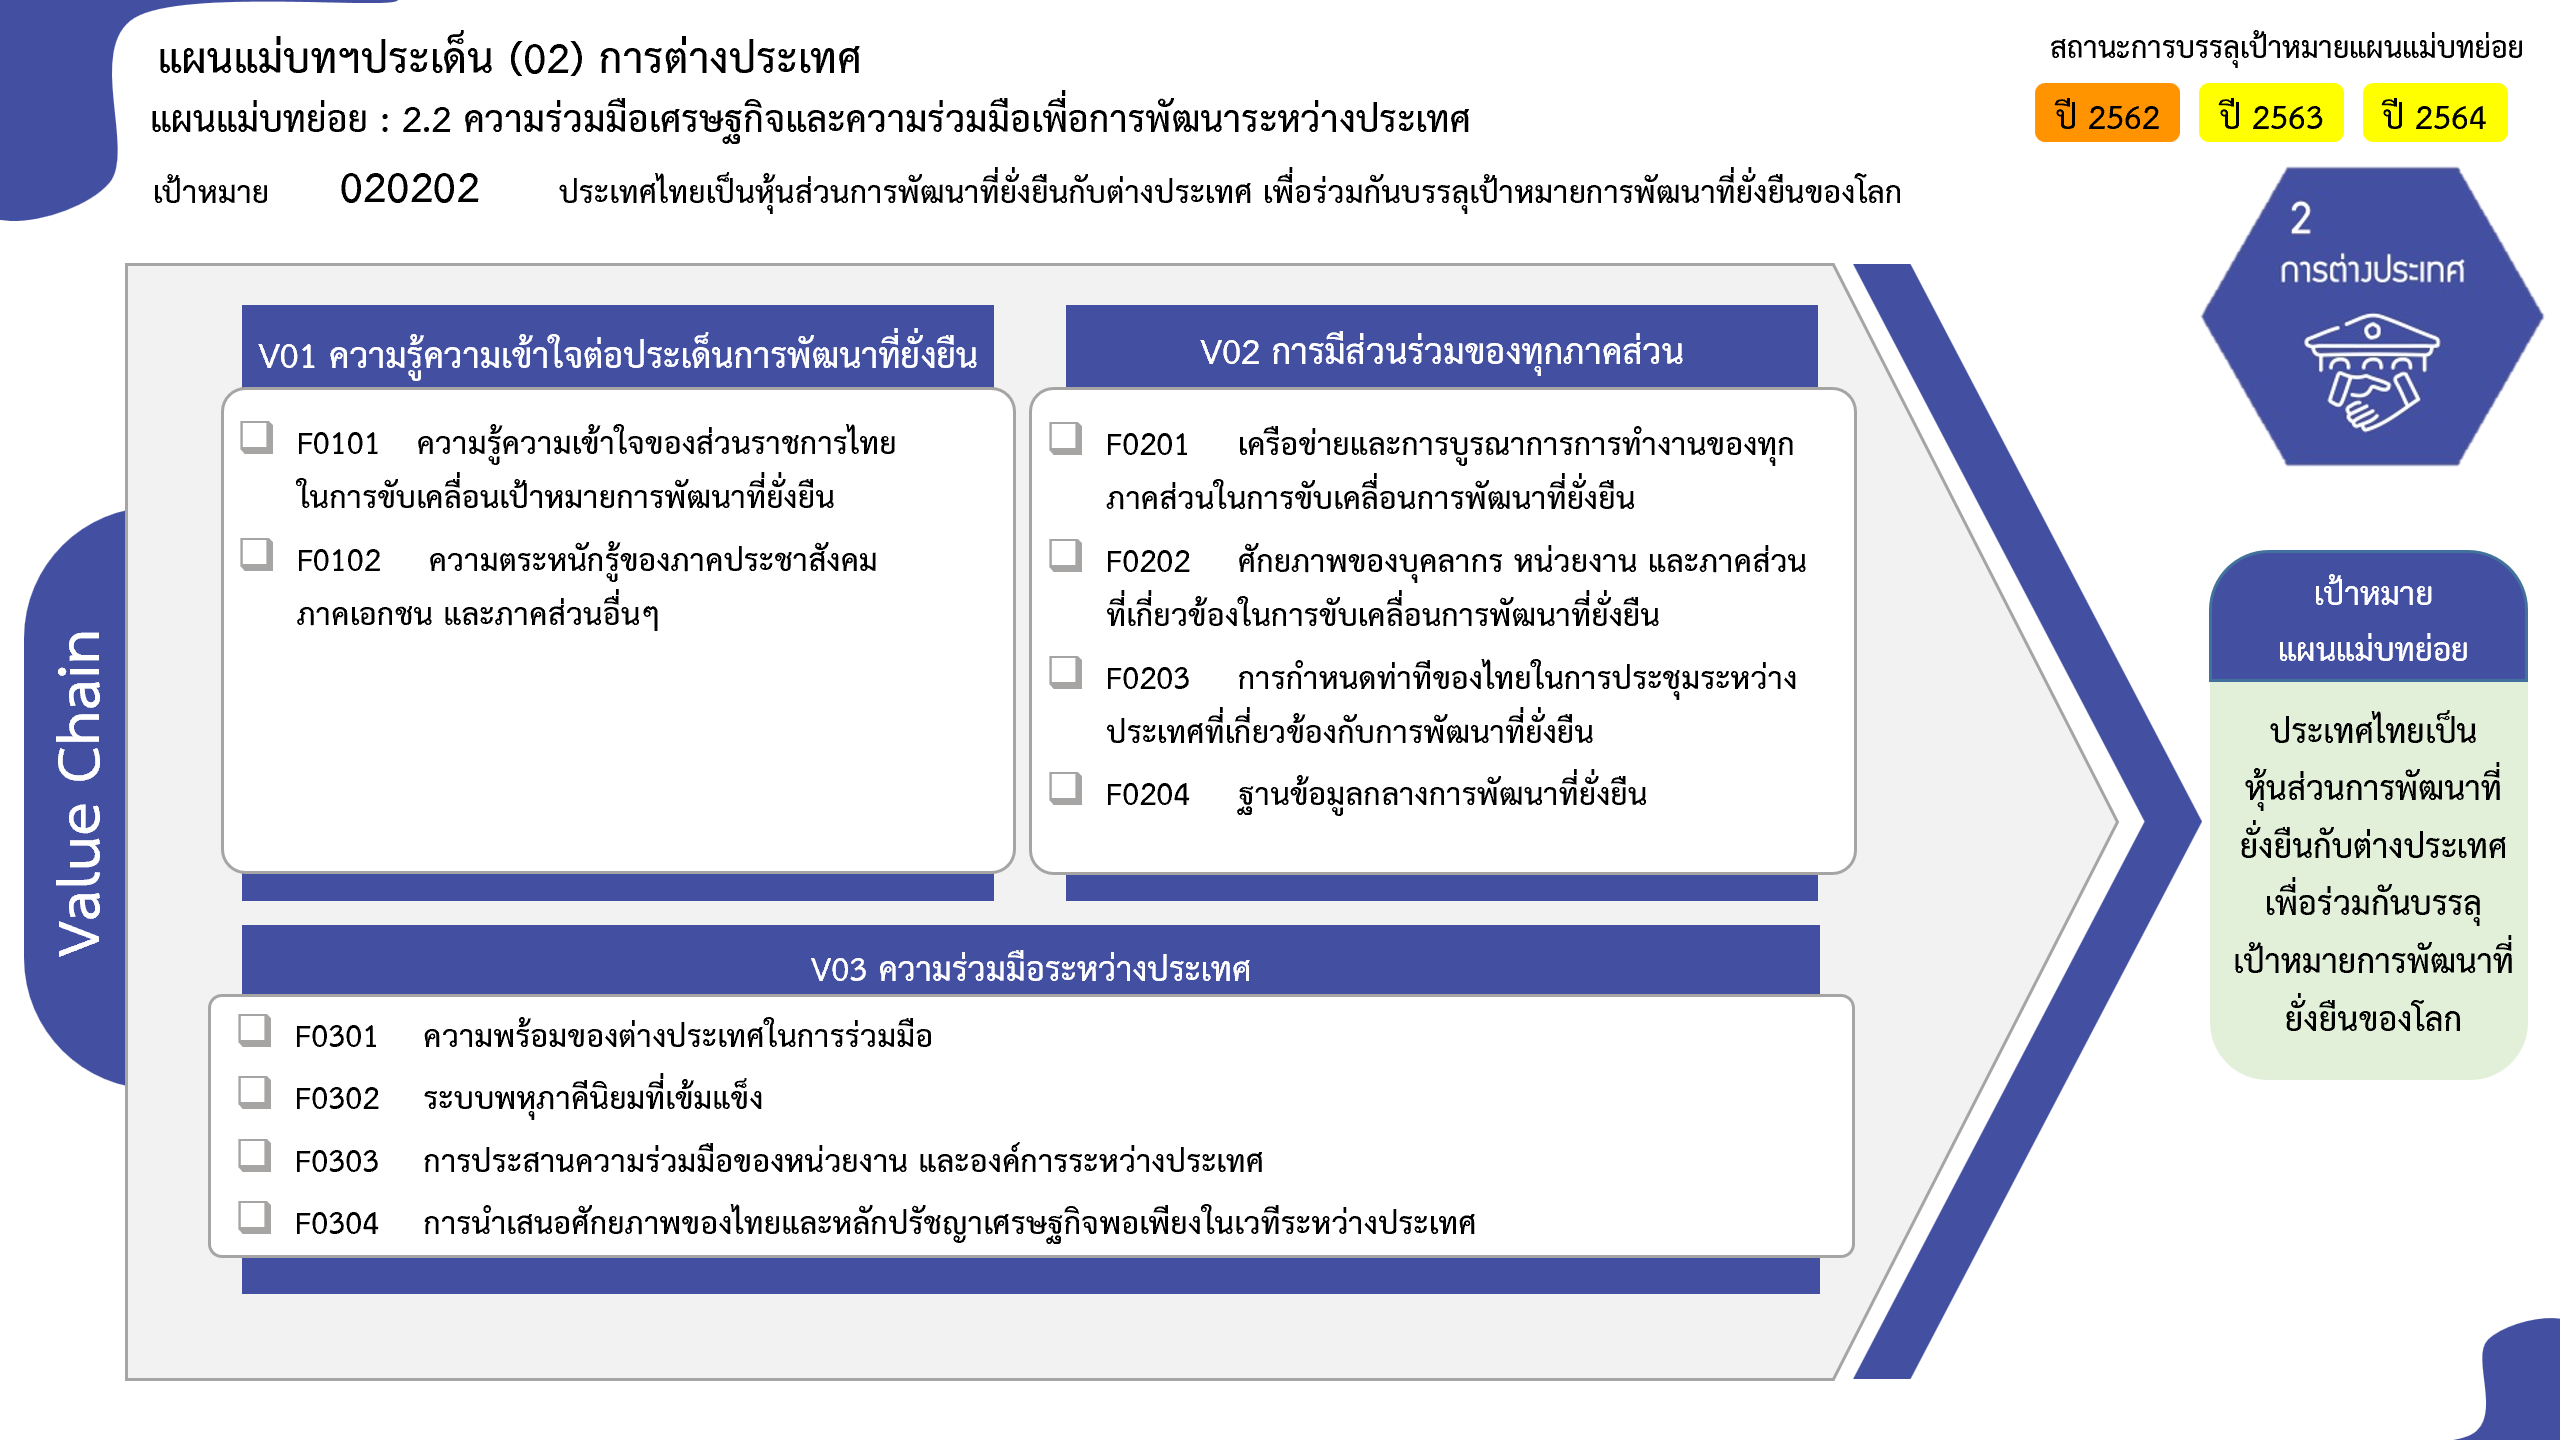 แผนแม่บทฯประเด็น (02) การต่างประเทศ
แผนแม่บทย่อย : 2.2 ความร่วมมือเศรษฐกิจและความร่วมมือเพื่อการพัฒนาระหว่างประเทศ
เป้าหมาย 020202 ประเทศไทยเป็นหุ้นส่วนการพัฒนาที่ยั่งยืนกับต่างประเทศ เพื่อร่วมกันบรรลุเป้าหมายการพัฒนาที่ยั่งยืนของโลก
สถานะการบรรลุเป้าหมายแผนแม่บทย่อย
ปี 2562 ปี 2563 ปี 2564
2
การต่างประเทศ
Value Chain
V01 ความรู้ความเข้าใจต่อประเด็นการพัฒนาที่ยั่งยืน
F0101 ความรู้ความเข้าใจของส่วนราชการไทย
ในการขับเคลื่อนเป้าหมายการพัฒนาที่ยั่งยืน
F0102 ความตระหนักรู้ของภาคประชาสังคม
ภาคเอกชน และภาคส่วนอื่นๆ
V02 การมีส่วนร่วมของทุกภาคส่วน
F0201 เครือข่ายและการบูรณาการการทำงานของทุก
ภาคส่วนในการขับเคลื่อนการพัฒนาที่ยั่งยืน
F0202 ศักยภาพของบุคลากร หน่วยงาน และภาคส่วน
ที่เกี่ยวข้องในการขับเคลื่อนการพัฒนาที่ยั่งยืน
F0203 การกำหนดท่าทีของไทยในการประชุมระหว่าง
ประเทศที่เกี่ยวข้องกับการพัฒนาที่ยั่งยืน
F0204 ฐานข้อมูลกลางการพัฒนาที่ยั่งยืน
V03 ความร่วมมือระหว่างประเทศ
F0301 ความพร้อมของต่างประเทศในการร่วมมือ
F0302 ระบบพหุภาคีนิยมที่เข้มแข็ง
F0303 การประสานความร่วมมือของหน่วยงาน และองค์การระหว่างประเทศ
F0304 การนำเสนอศักยภาพของไทยและหลักปรัชญาเศรษฐกิจพอเพียงในเวทีระหว่างประเทศ
เป้าหมาย
แผนแม่บทย่อย
ประเทศไทยเป็น
หุ้นส่วนการพัฒนาที่
ยั่งยืนกับต่างประเทศ
เพื่อร่วมกันบรรลุ
เป้าหมายการพัฒนาที่
ยั่งยืนของโลก